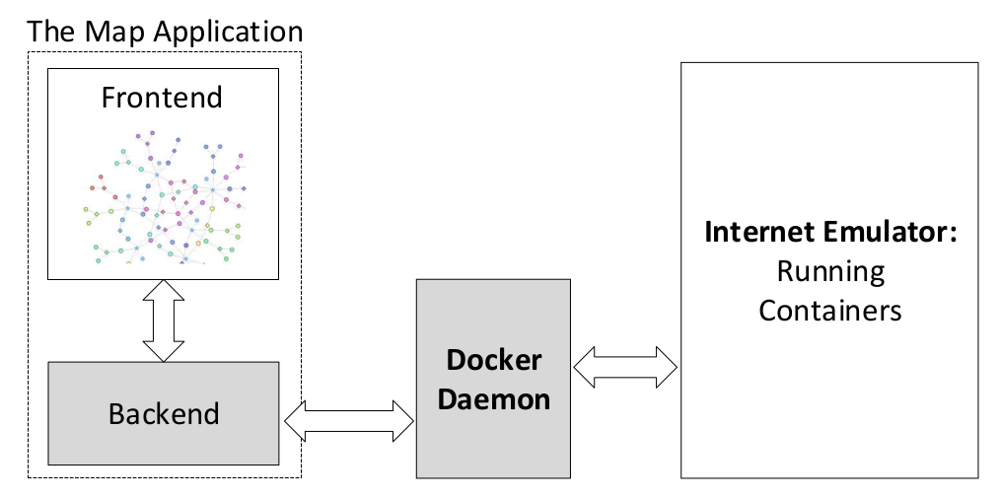 The Map Application
Frontend
Backend
Docker
Daemon
Internet Emulator:
Running
Containers